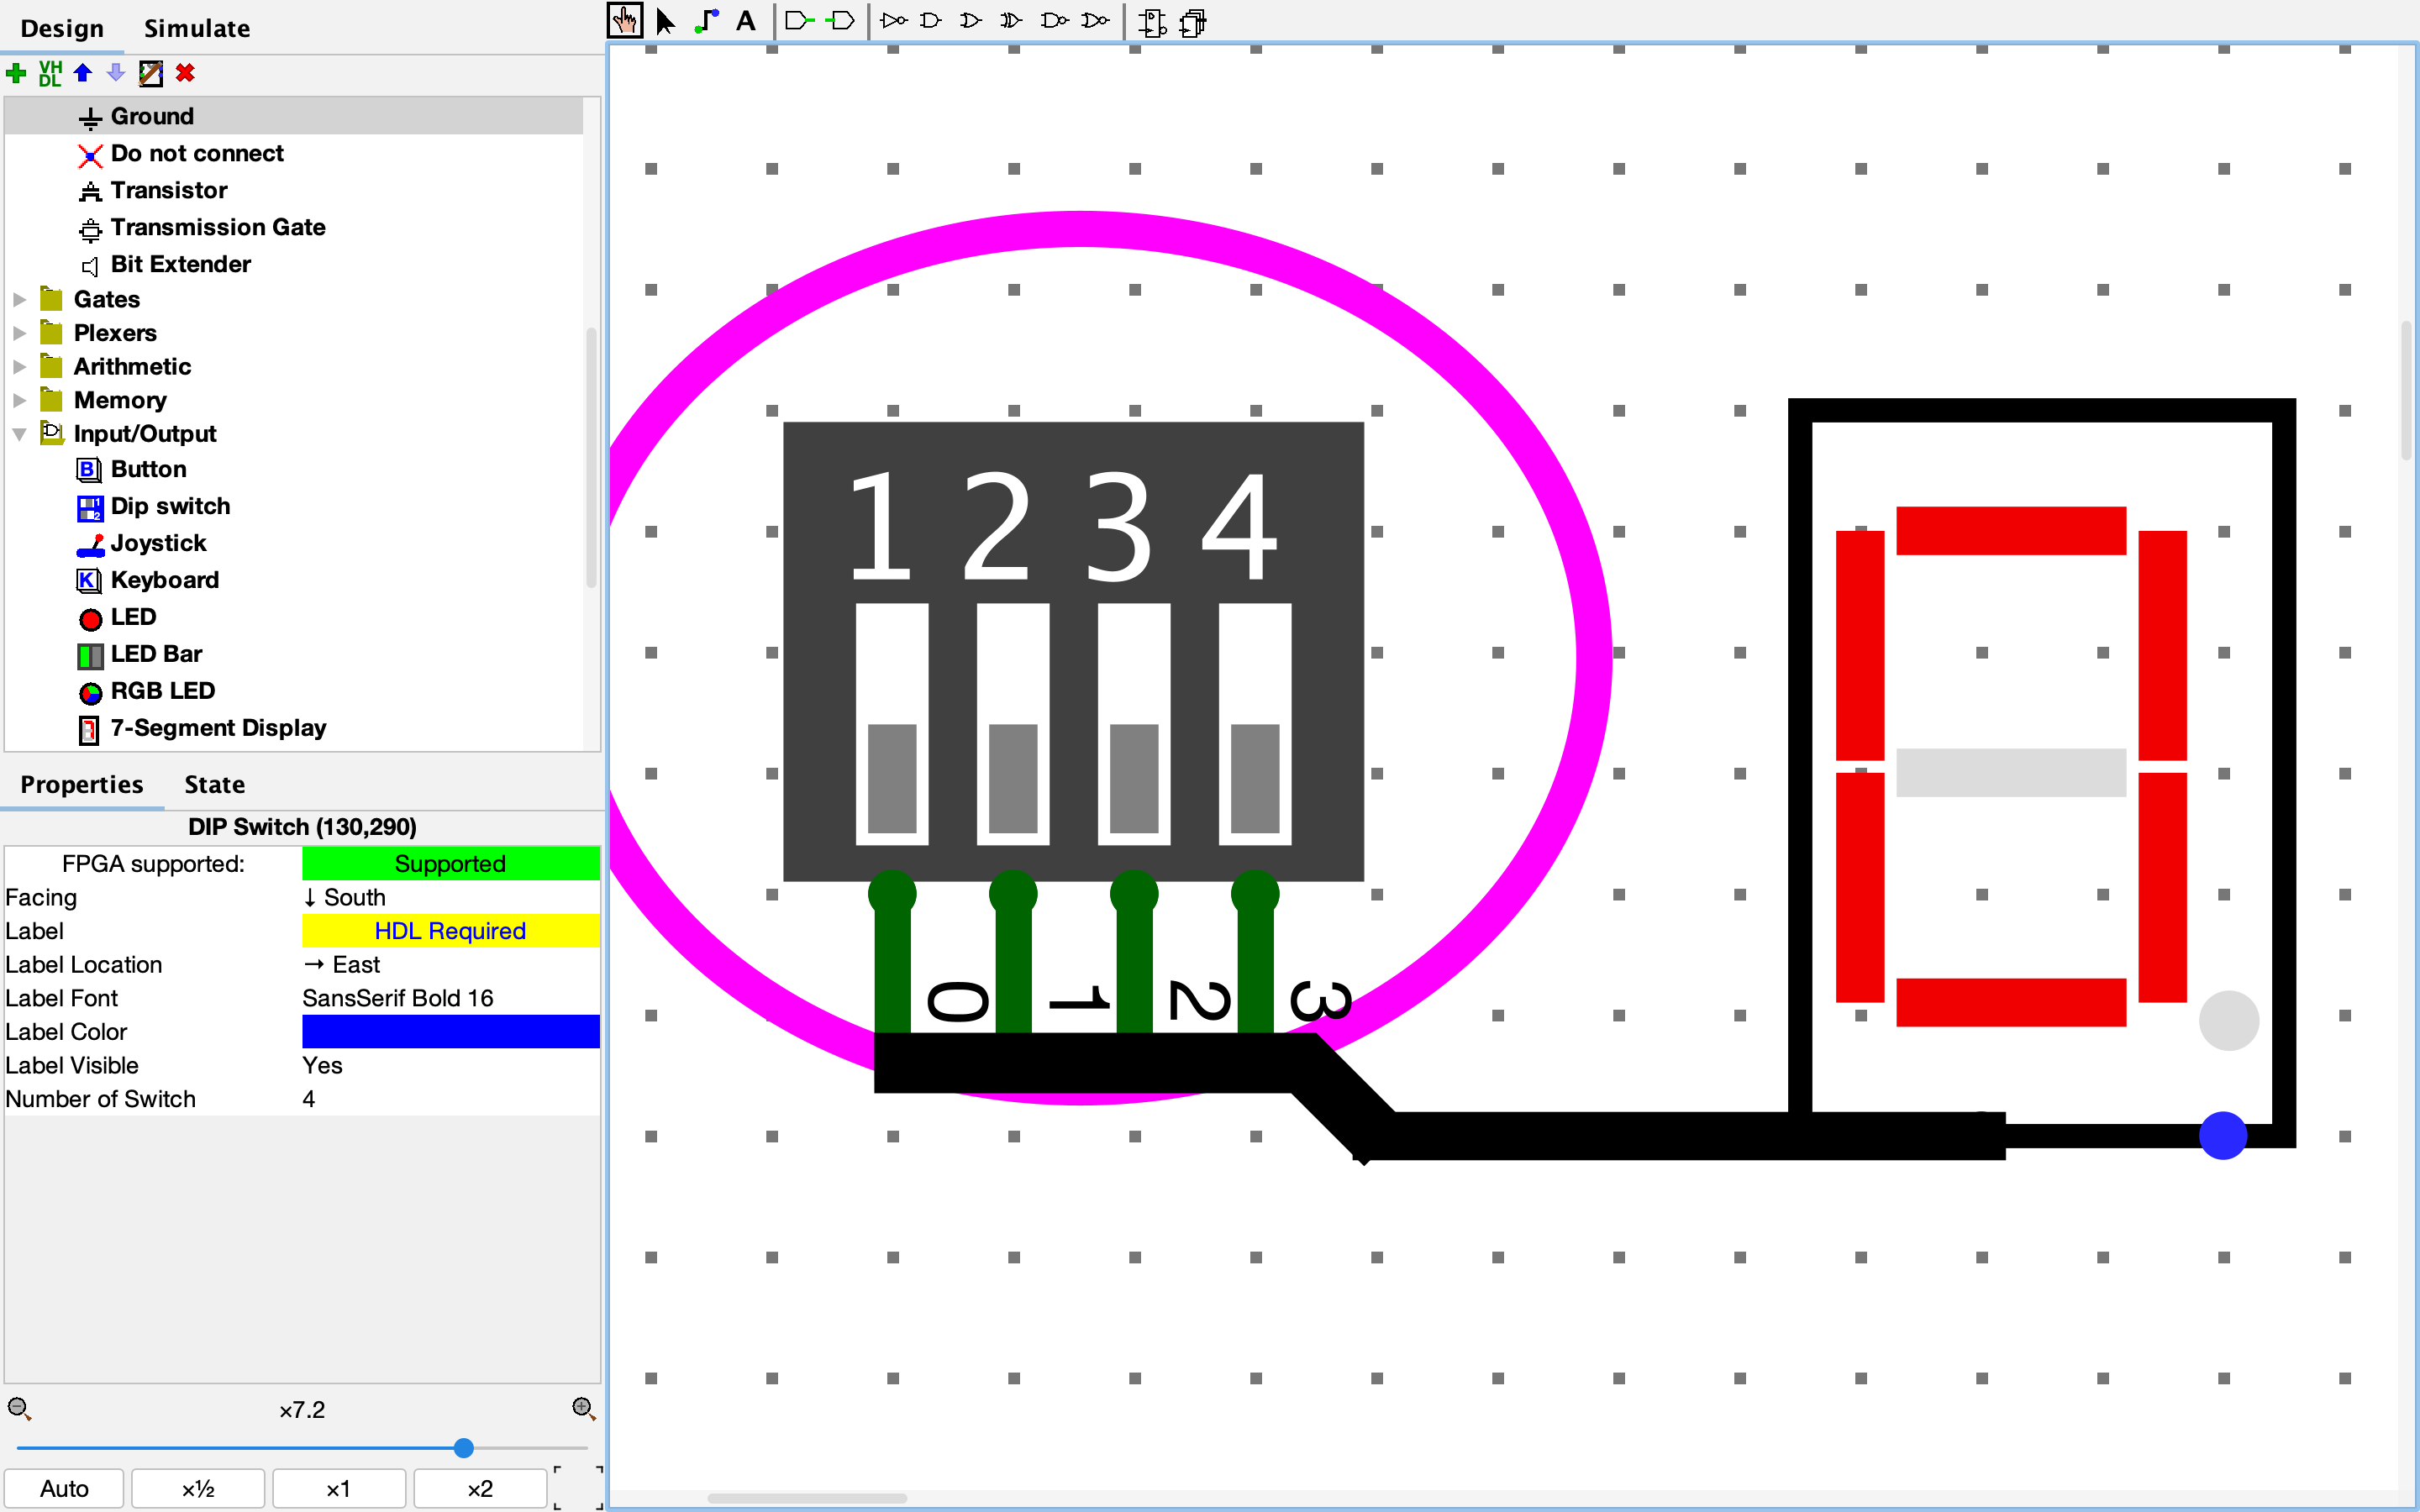 Design Simulate
A
VH
DL
Ground
Do not connect
Transistor
Transmission Gate
Bit Extender
Gates
Plexers
Arithmetic
Memory
Input/Output
B Button
Dip switch
Joystick
K Keyboard
LED
LED Bar
RGB LED
7-Segment Display
Properties State
DIP Switch (130,290)
FPGA supported: Supported
Facing ↓ South
Label HDL Required
Label Location → East
Label Font SansSerif Bold 16
Label Color
Label Visible Yes
Number of Switch 4
×7.2
Auto ×½ ×1 ×2
1 2 3 4
0 1 2 3
0